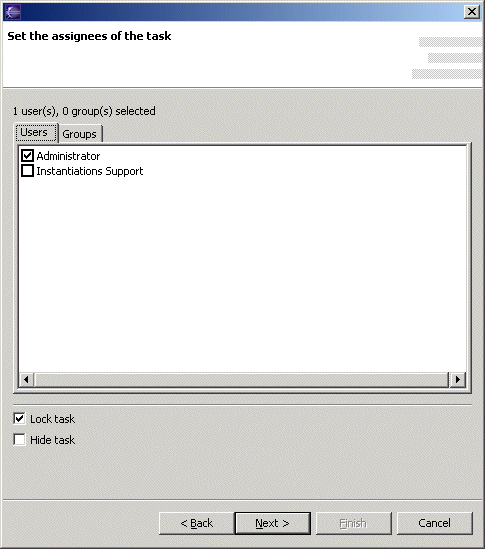 Set the assignees of the task
1 user(s), 0 group(s) selected
Users Groups
Administrator
Instantiations Support
Lock task
Hide task
< Back Next > Finish Cancel